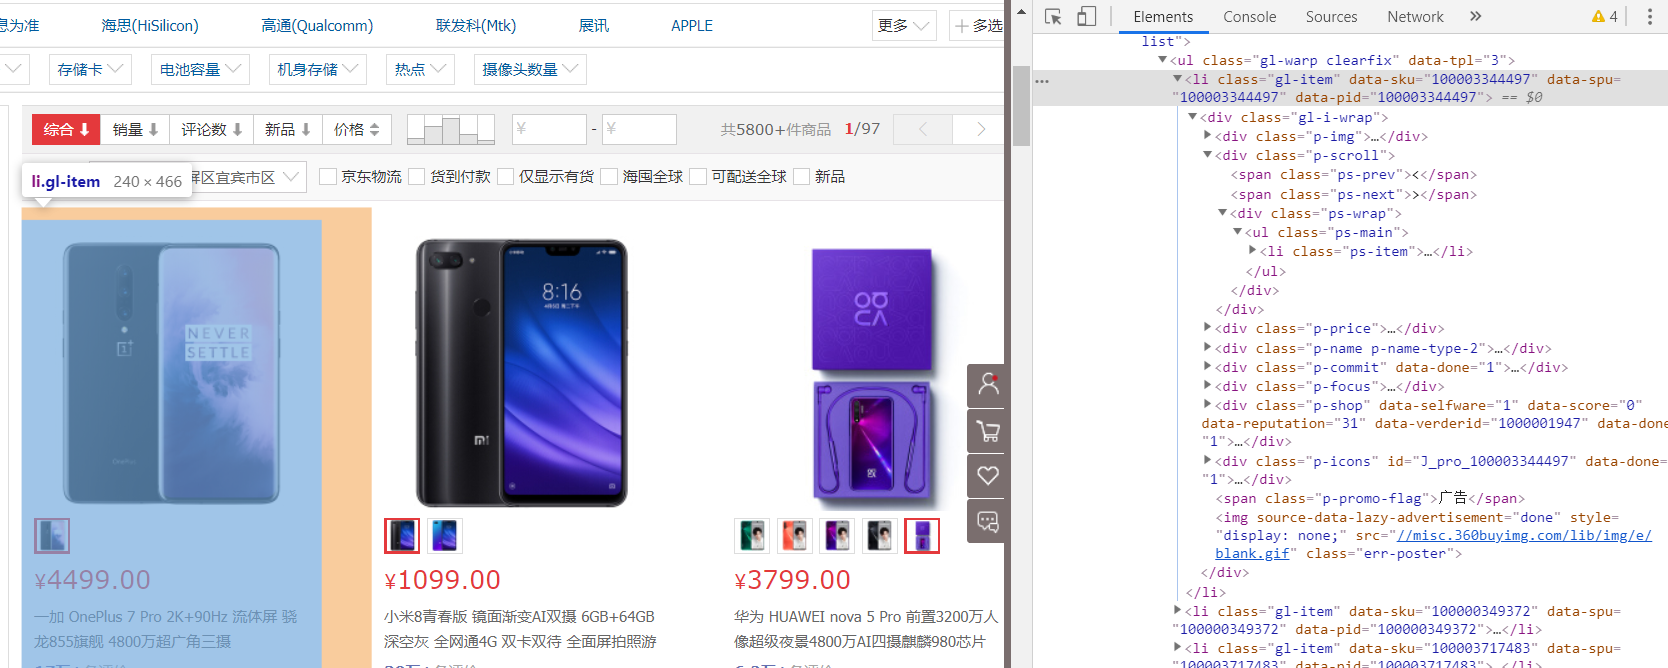 息为准 海思(HiSilicon) 高通(Qualcomm) 联发科(Mtk) 展讯 APPLE 更多 多选
存储卡 电池容量 机身存储 热点 摄像头数量
综合 销量 评论数 新品 价格 ¥ - ¥ 共5800+件商品 1/97 < >
li.gl-item 240 × 466
屏区宜宾市区 京东物流 货到付款 仅显示有货 海囤全球 可配送全球 新品
NEVER
SETTLE
8:16
¥4499.00
一加 OnePlus 7 Pro 2K+90Hz 流体屏 骁
龙855旗舰 4800万超广角三摄
¥1099.00
小米8青春版 镜面渐变AI双摄 6GB+64GB
深空灰 全网通4G 双卡双待 全面屏拍照游
¥3799.00
华为 HUAWEI nova 5 Pro 前置3200万人
像超级夜景4800万AI四摄麒麟980芯片
Elements Console Sources Network » 4
list">
<ul class="gl-warp clearfix" data-tpl="3">
<li class="gl-item" data-sku="100003344497" data-spu=
"100003344497" data-pid="100003344497"> == $0
<div class="gl-i-wrap">
<div class="p-img">…</div>
<div class="p-scroll">
<span class="ps-prev"><</span>
<span class="ps-next">></span>
<div class="ps-wrap">
<ul class="ps-main">
<li class="ps-item">…</li>
</ul>
</div>
</div>
<div class="p-price">…</div>
<div class="p-name p-name-type-2">…</div>
<div class="p-commit" data-done="1">…</div>
<div class="p-focus">…</div>
<div class="p-shop" data-selfware="1" data-score="0"
data-reputation="31" data-verderid="1000001947" data-done
"1">…</div>
<div class="p-icons" id="J_pro_100003344497" data-done=
"1">…</div>
<span class="p-promo-flag">广告</span>
<img source-data-lazy-advertisement="done" style=
"display: none;" src="//misc.360buyimg.com/lib/img/e/
blank.gif" class="err-poster">
</div>
</li>
<li class="gl-item" data-sku="100000349372" data-spu=
"100000349372" data-pid="100000349372">…</li>
<li class="gl-item" data-sku="100003717483" data-spu=
"100003717483" data-pid="100003717483">…</li>